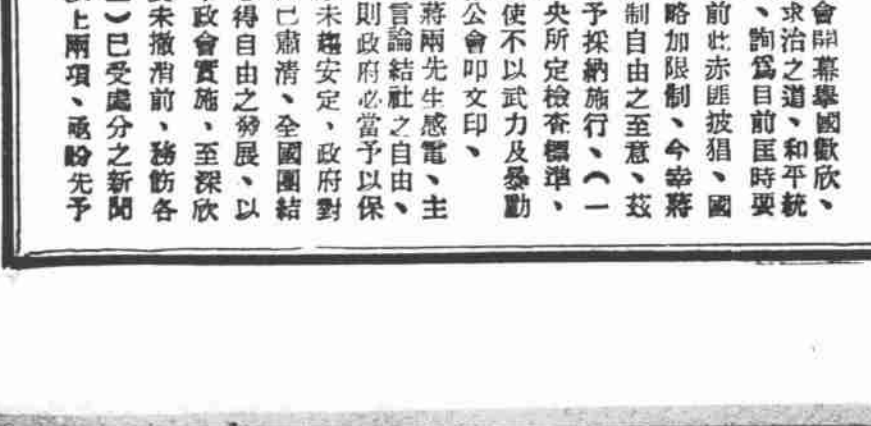 會開幕舉國歡欣、
求治之道、和平統
、詢爲目前匡時要
前此赤匪披猖、國
略加限制、今幸蔣
制自由之至意、茲
予採納施行、(一
央所定檢查標準、
使不以武力及暴動
公會叩文印、
蔣兩先生感電、主
言論結社之自由、
則政府必當予以保
未趨安定，政府對
已肅清、全國團結
得自由之發展、以
政會實施，至深欣
未撤消前，務飭各
)已受處分之新聞
上兩項、亟盼先予